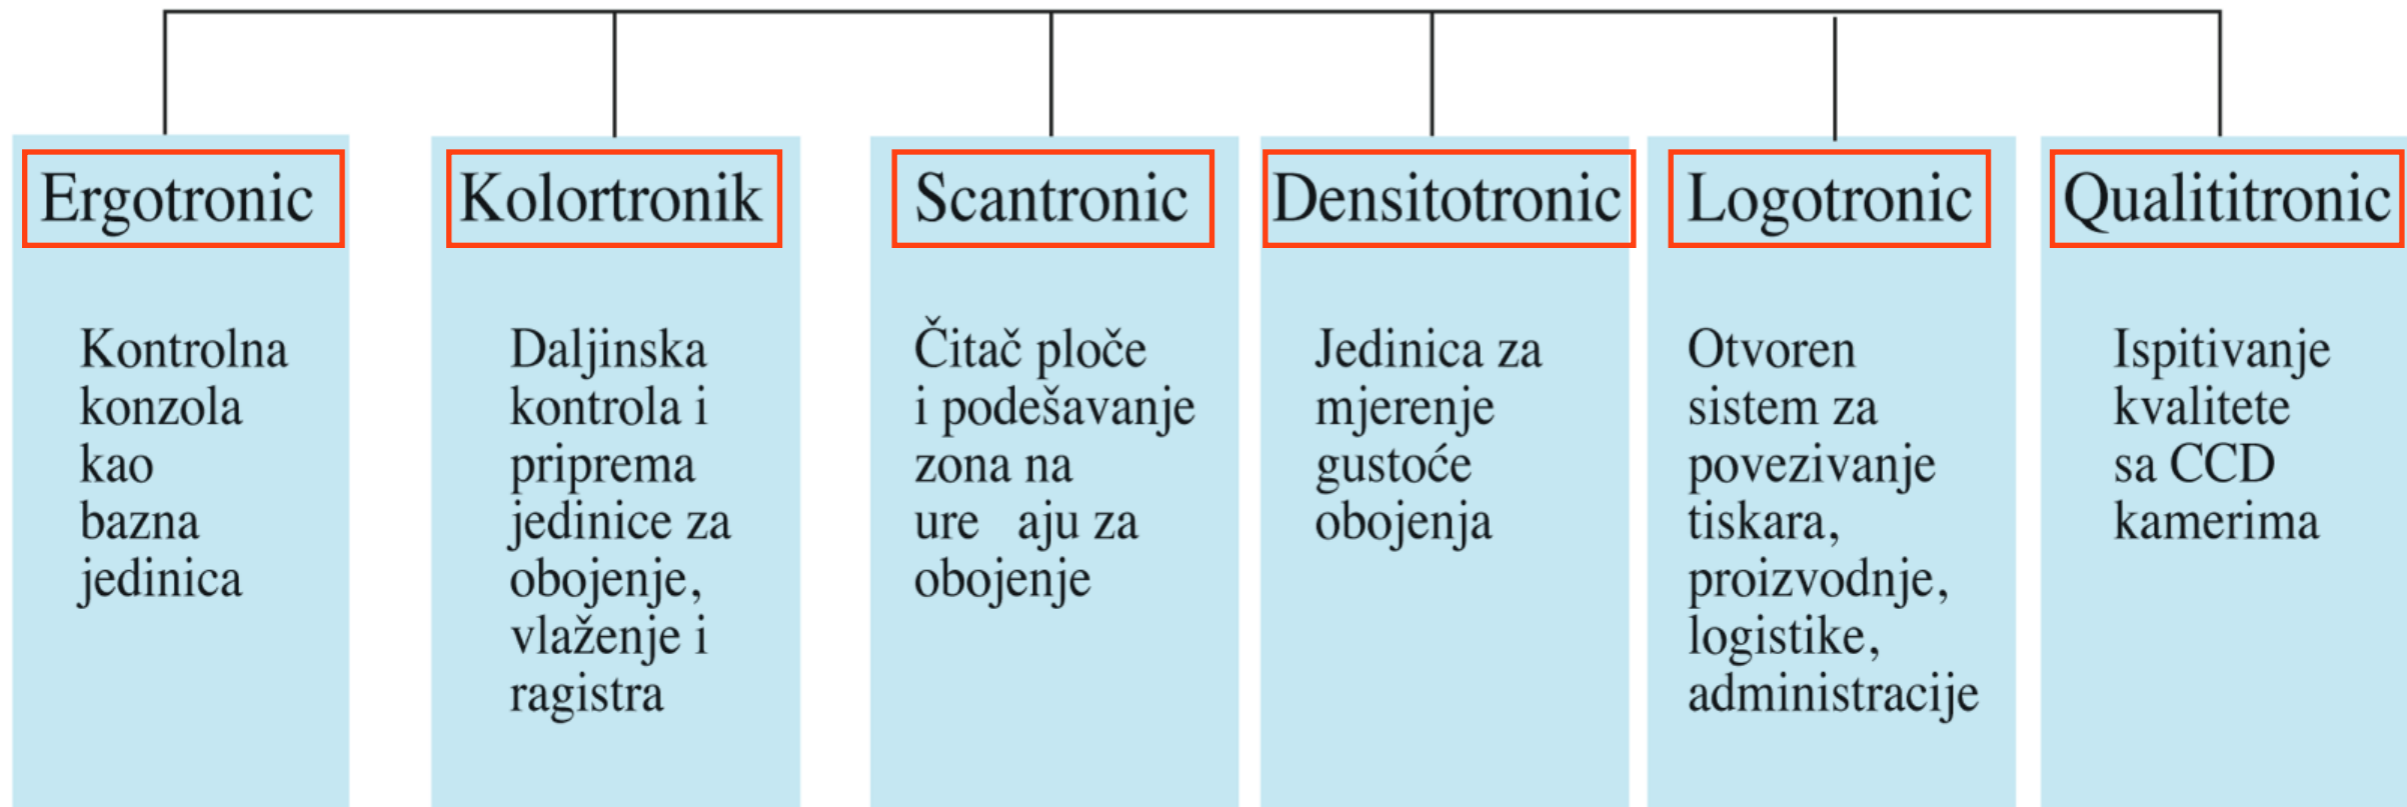 Ergotronic
Kontrolna
konzola
kao
bazna
jedinica
Kolortronik
Daljinska
kontrola i
priprema
jedinice za
obojenje,
vlaženje i
ragistra
Scantronic
Čitač ploče
i podešavanje
zona na
ure aju za
obojenje
Densitotronic
Jedinica za
mjerenje
gustoće
obojenja
Logotronic
Otvoren
sistem za
povezivanje
tiskara,
proizvodnje,
logistike,
administracije
Qualititronic
Ispitivanje
kvalitete
sa CCD
kamerima